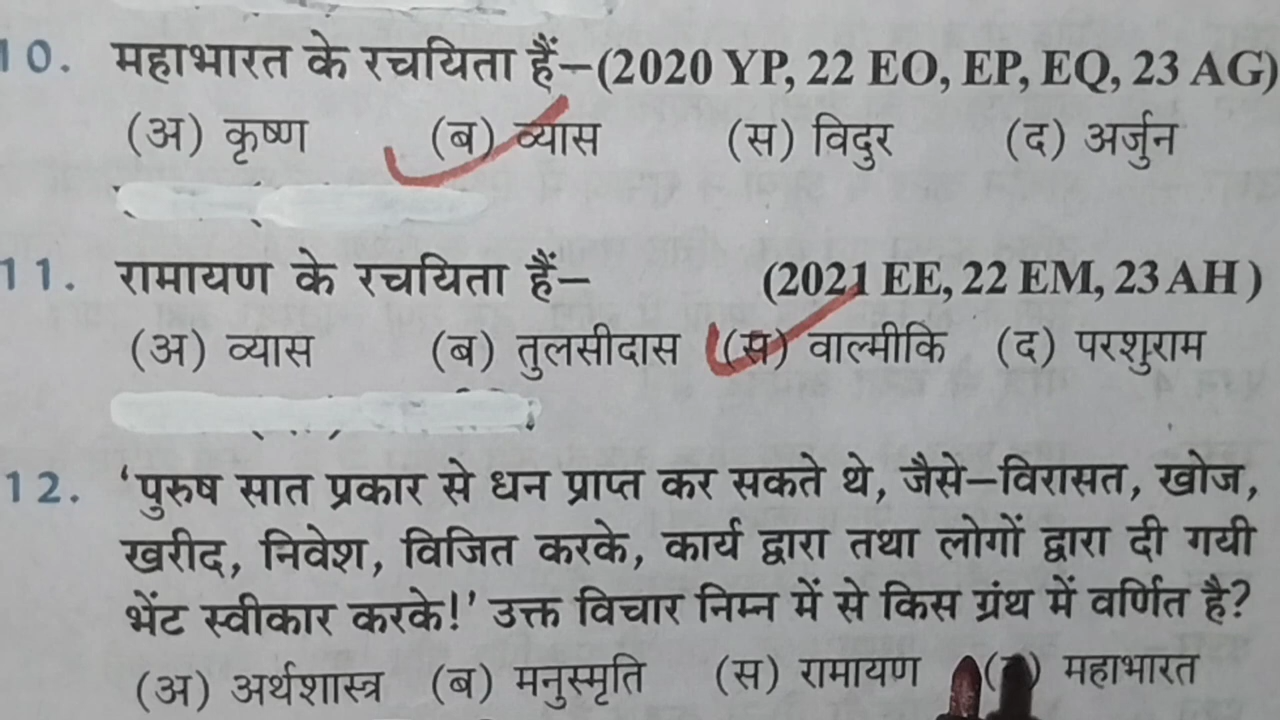 10. महाभारत के रचयिता हैं–(2020 YP, 22 EO, EP, EQ, 23 AG)
(अ) कृष्ण (ब) व्यास (स) विदुर (द) अर्जुन
11. रामायण के रचयिता हैं– (2021 EE, 22 EM, 23 AH )
(अ) व्यास (ब) तुलसीदास (स) वाल्मीकि (द) परशुराम
12. ‘पुरुष सात प्रकार से धन प्राप्त कर सकते थे, जैसे–विरासत, खोज,
खरीद, निवेश, विजित करके, कार्य द्वारा तथा लोगों द्वारा दी गयी
भेंट स्वीकार करके!’ उक्त विचार निम्न में से किस ग्रंथ में वर्णित है?
(अ) अर्थशास्त्र (ब) मनुस्मृति (स) रामायण महाभारत